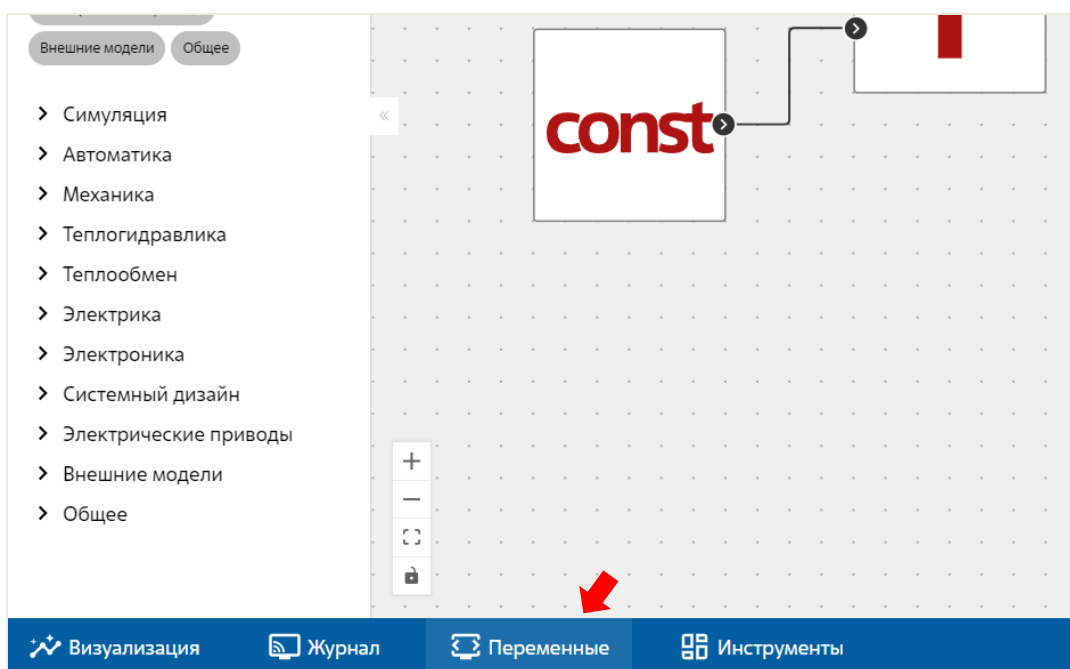 Внешние модели
Общее
Симуляция
Автоматика
Механика
Теплогидравлика
Теплообмен
Электрика
Электроника
Системный дизайн
Электрические приводы
Внешние модели
Общее
const
Визуализация
Журнал
Переменные
Инструменты